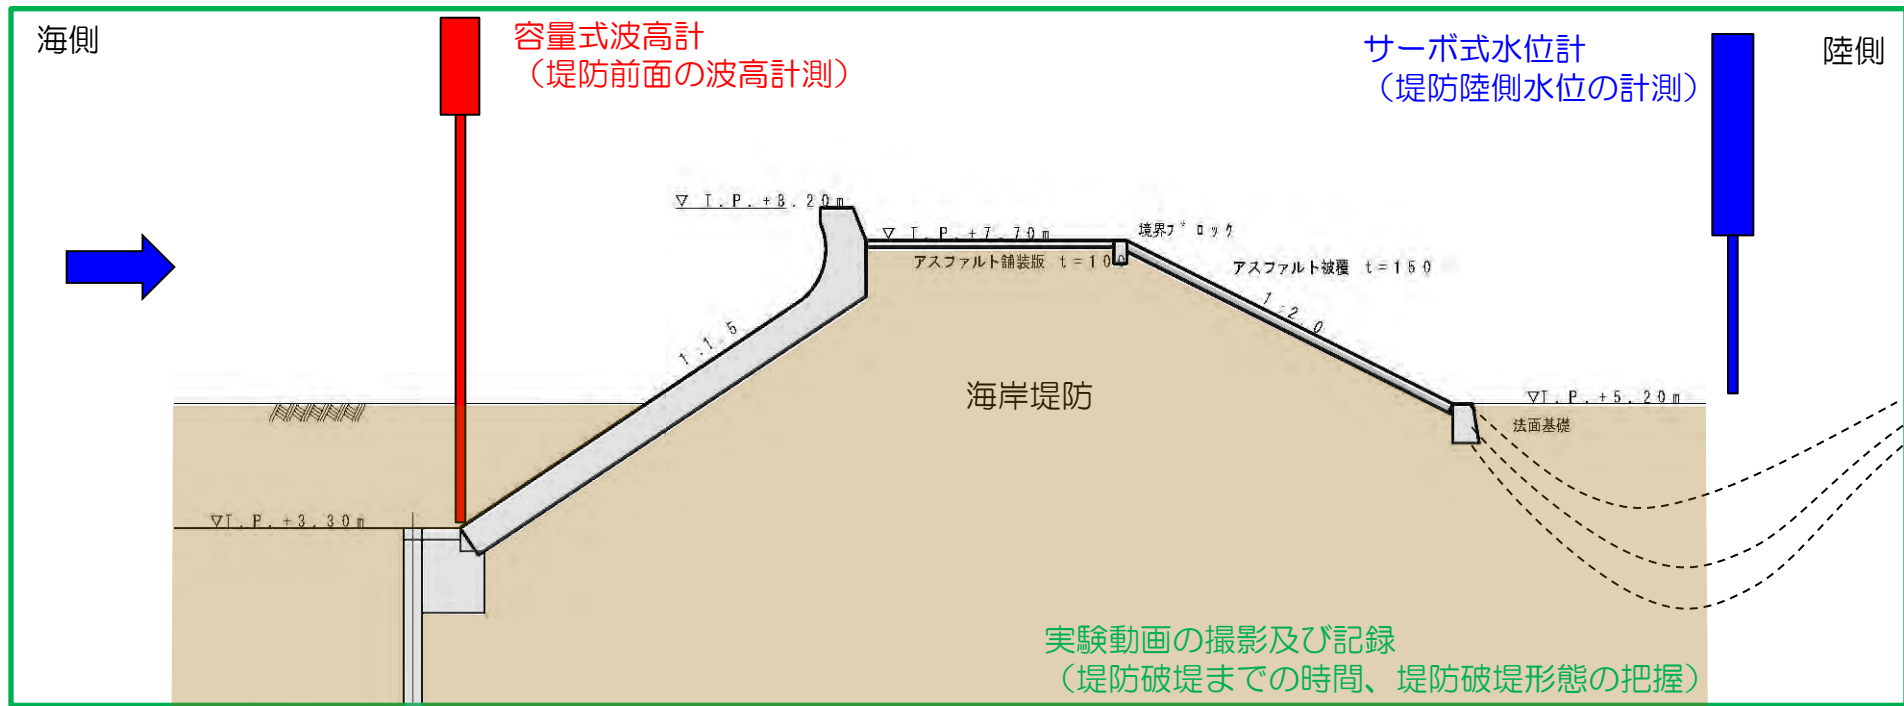 海側
容量式波高計
（堤防前面の波高計測）
サーボ式水位計
（堤防陸側水位の計測）
陸側
▽ T.P.+8.20m
▽ T.P.+7.70m
境界ブロック
アスファルト舗装版 t=100
アスファルト被覆 t=150
1:1.5
1:2.0
海岸堤防
▽T.P.+5.20m
法面基礎
▽T.P.+3.30m
実験動画の撮影及び記録
（堤防破堤までの時間、堤防破堤形態の把握）